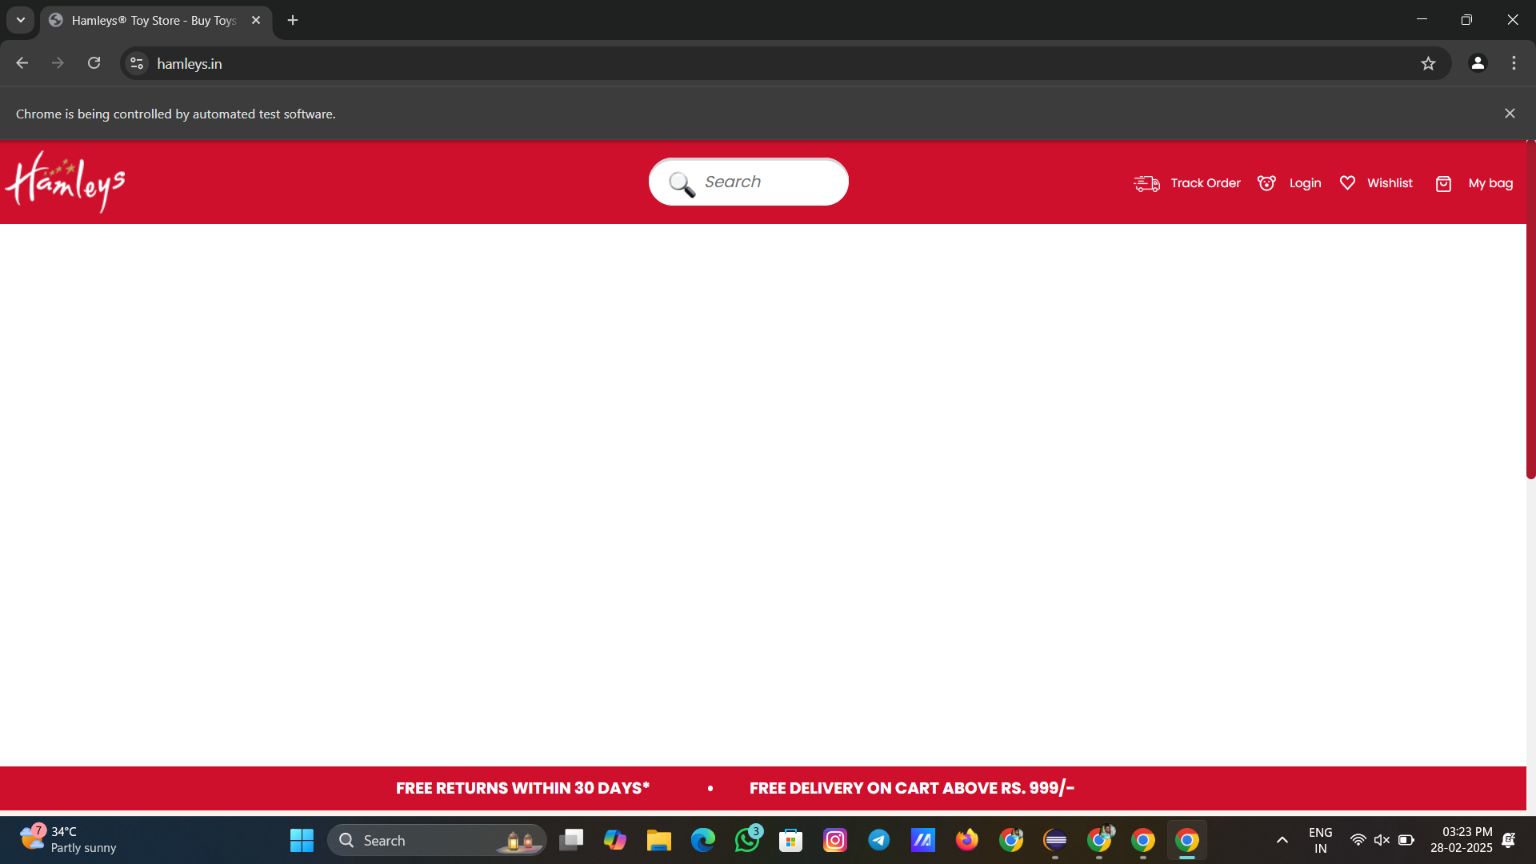 Hamleys® Toy Store - Buy Toys
hamleys.in
Chrome is being controlled by automated test software.
Hamleys
Search
Track Order
Login
Wishlist
My bag
FREE RETURNS WITHIN 30 DAYS* • FREE DELIVERY ON CART ABOVE RS. 999/-
7
34°C
Partly sunny
Search
3
ENG
IN
03:23 PM
28-02-2025